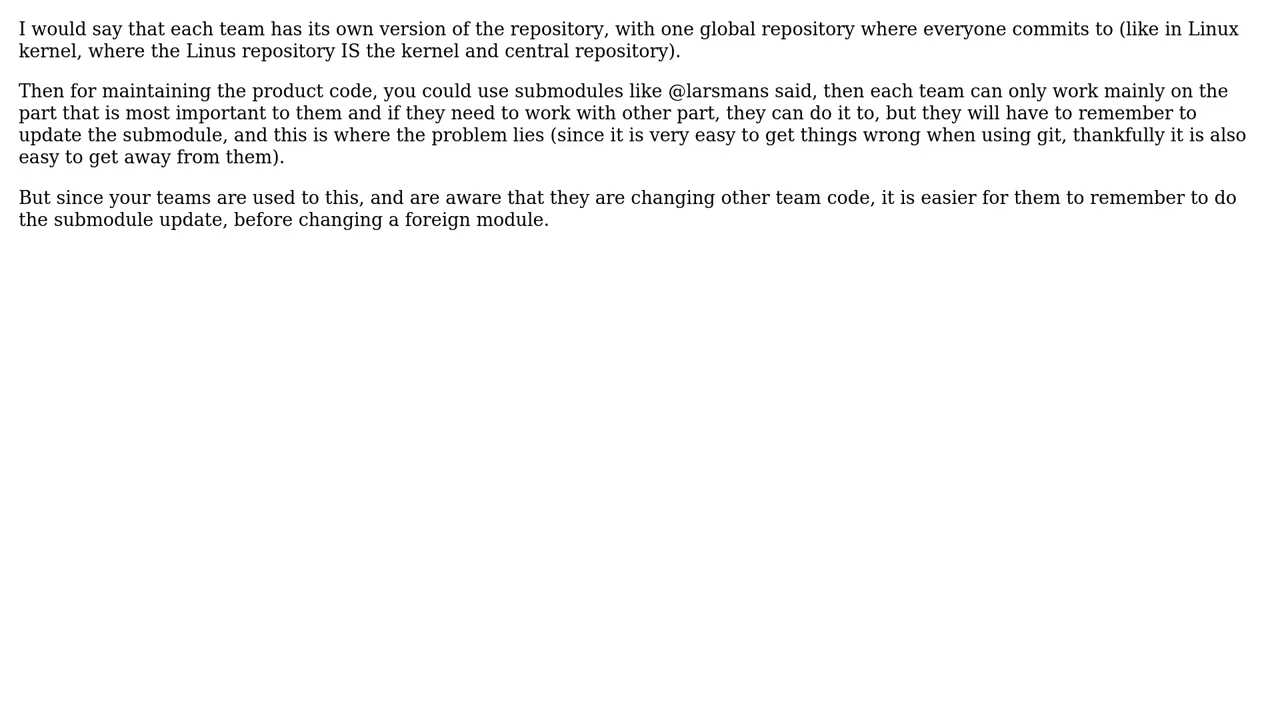 I would say that each team has its own version of the repository, with one global repository where everyone commits to (like in Linux
kernel, where the Linus repository IS the kernel and central repository).
Then for maintaining the product code, you could use submodules like @larsmans said, then each team can only work mainly on the
part that is most important to them and if they need to work with other part, they can do it to, but they will have to remember to
update the submodule, and this is where the problem lies (since it is very easy to get things wrong when using git, thankfully it is also
easy to get away from them).
But since your teams are used to this, and are aware that they are changing other team code, it is easier for them to remember to do
the submodule update, before changing a foreign module.